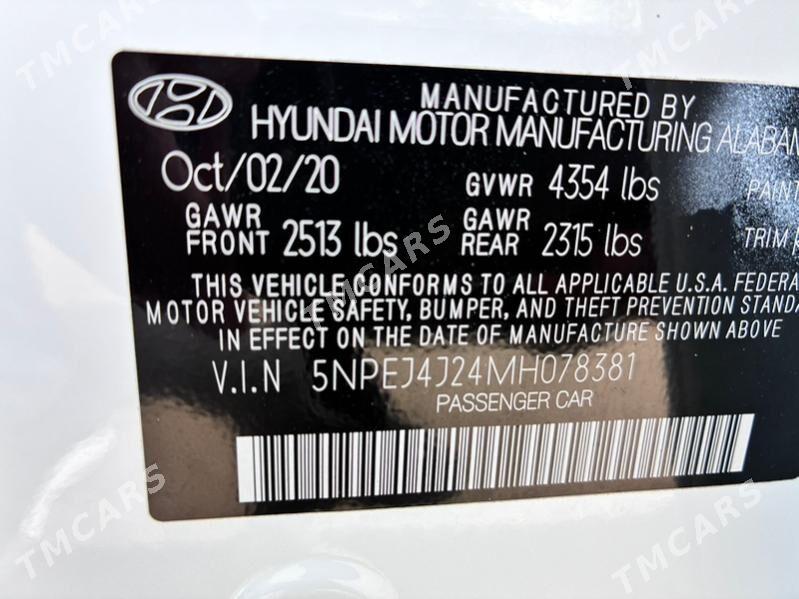 MANUFACTURED BY
HYUNDAI MOTOR MANUFACTURING ALABAM
Oct/02/20 GVWR 4354 lbs PAINT
GAWR FRONT 2513 lbs GAWR REAR 2315 lbs TRIM
THIS VEHICLE CONFORMS TO ALL APPLICABLE U.S.A. FEDERA
MOTOR VEHICLE SAFETY, BUMPER, AND THEFT PREVENTION STANDA
IN EFFECT ON THE DATE OF MANUFACTURE SHOWN ABOVE
V.I.N 5NPEJ4J24MH078381
PASSENGER CAR
TMCARS
TMCARS
TMCARS
TMCARS
TMCARS
TMCARS
TMCARS